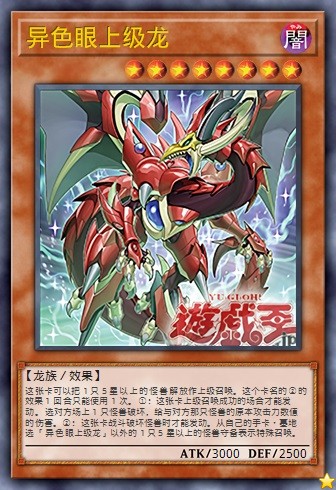 异色眼上级龙
闇
YU-GI-OH!
遊戯王
【龙族／效果】
这张卡可以把1只5星以上的怪兽解放作上级召唤。这个卡名的②的
效果1回合只能使用1次。①：这张卡上级召唤成功的场合才能发
动。选对方场上1只怪兽破坏，给与对方那只怪兽的原本攻击力数值
的伤害。②：这张卡战斗破坏怪兽时才能发动。从自己的手卡·墓地
选「异色眼上级龙」以外的1只5星以上的怪兽守备表示特殊召唤。
ATK/3000 DEF/2500